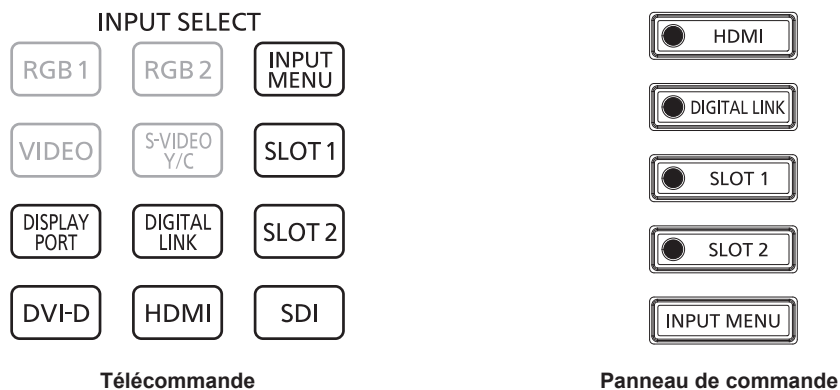 INPUT SELECT
RGB 1
RGB 2
INPUT
MENU
VIDEO
S-VIDEO
Y/C
SLOT 1
DISPLAY
PORT
DIGITAL
LINK
SLOT 2
DVI-D
HDMI
SDI
Télécommande
HDMI
DIGITAL LINK
SLOT 1
SLOT 2
INPUT MENU
Panneau de commande